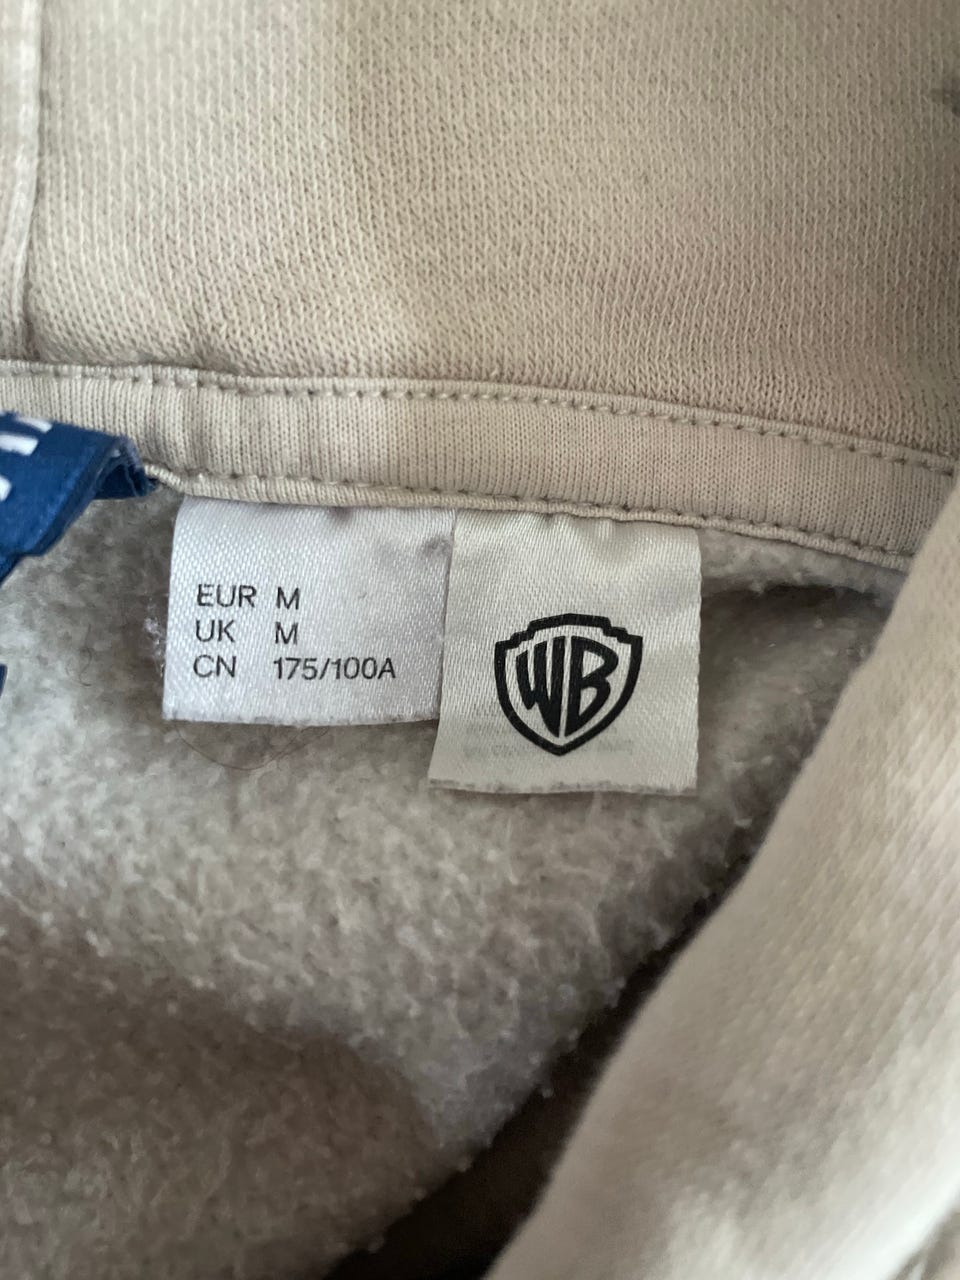 EUR M
UK M
CN 175/100A
WB